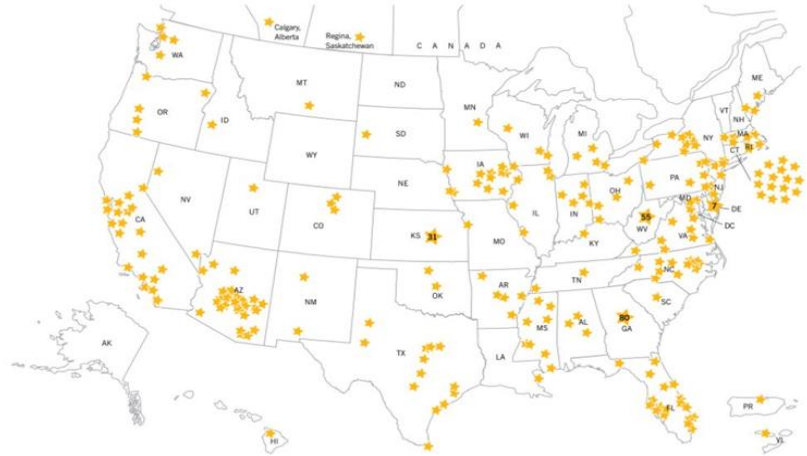 Calgary,
Alberta
Regina,
Saskatchewan
C A N A D A
WA
MT
ND
MN
ME
VT
NH
OR
ID
SD
WI
MI
NY
MA
CT
RI
WY
IA
PA
NJ
NE
OH
MD
7
DE
NV
UT
CO
IL
IN
55
WV
DC
CA
KS
31
MO
KY
VA
AZ
NM
OK
AR
TN
NC
SC
MS
AL
80
GA
AK
TX
LA
FL
PR
HI
VI